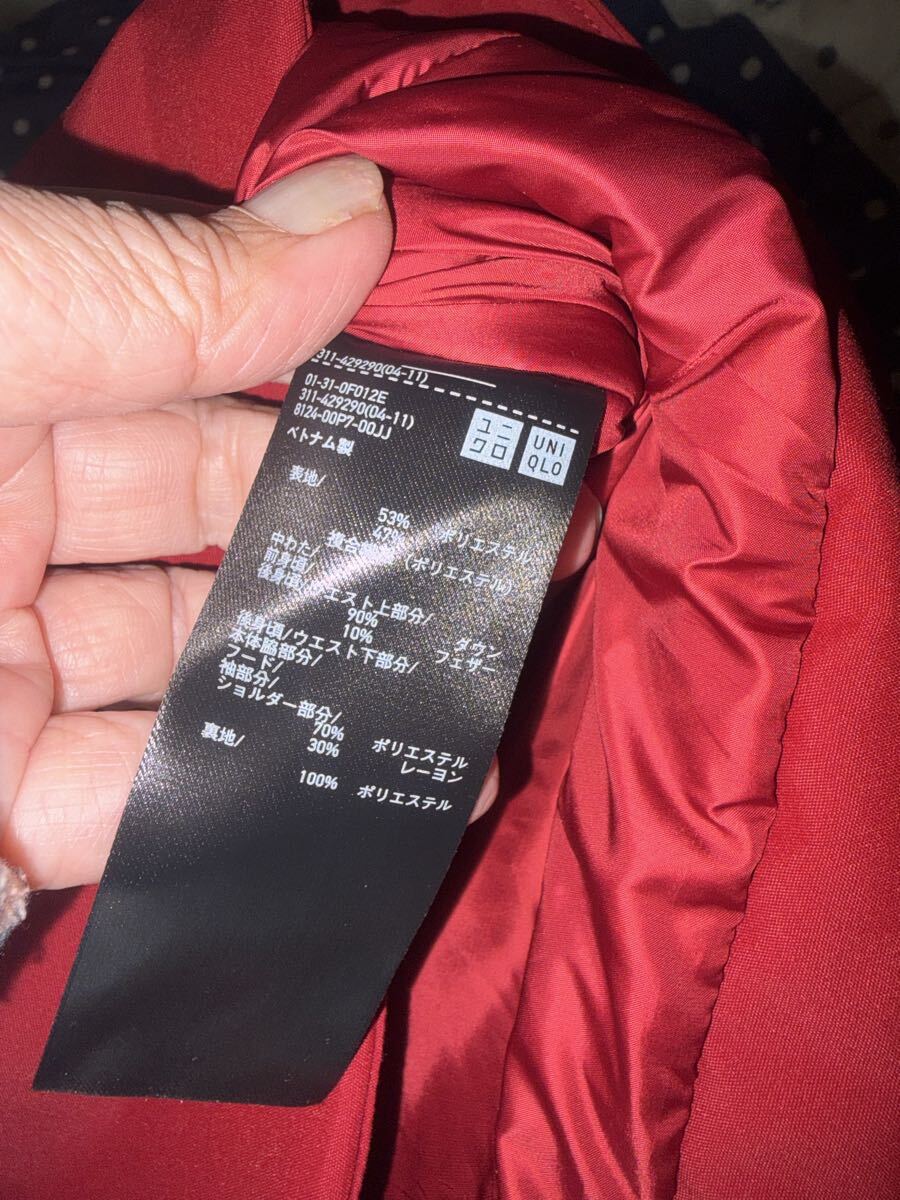 311-429290(04-11)
01-31-0F012E
311-429290(04-11)
8124-00P7-00JJ
ベトナム製
ユニクロ
UNIQLO
表地/
53% ポリエステル
47% 複合繊維(ポリエステル)
中わた/
前身頃/
後身頃/ウエスト上部分/
90% ダウン
10% フェザー
後身頃/ウエスト下部分/
本体脇部分/
フード/
袖部分/
ショルダー部分/
70% ポリエステル
30% レーヨン
裏地/
100% ポリエステル